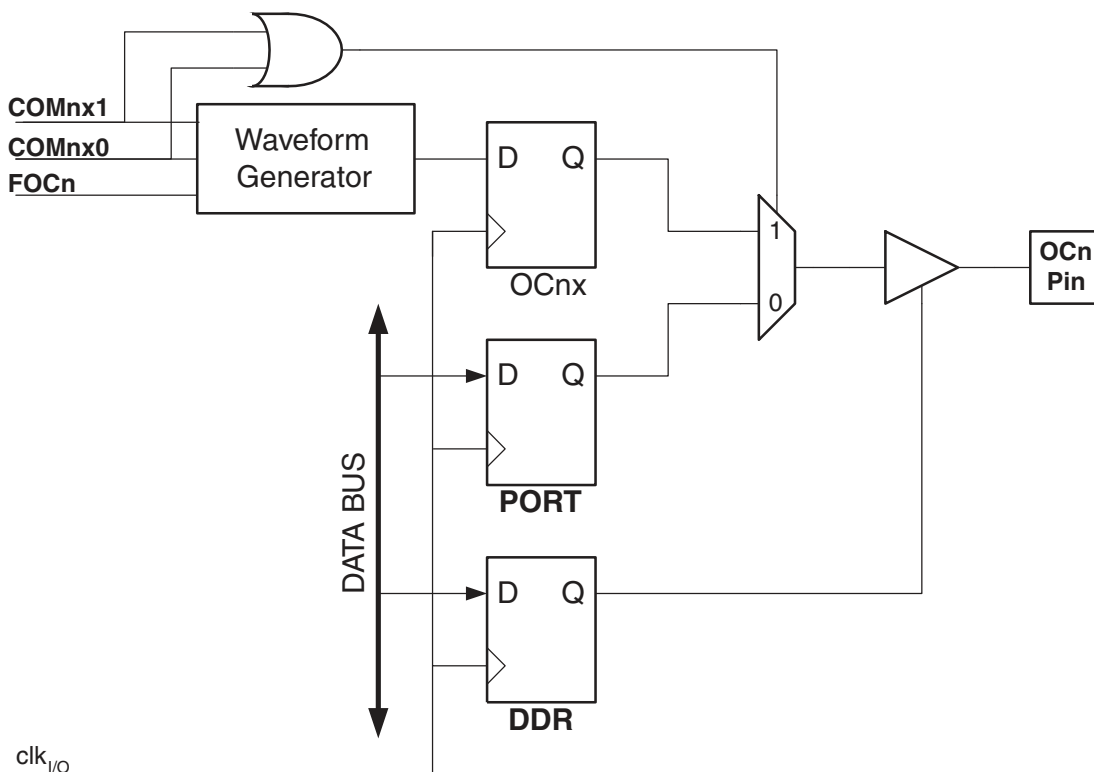 COMnx1
COMnx0
FOCn
Waveform
Generator
D
Q
OCnx
1
0
OCn
Pin
D
Q
PORT
DATA BUS
D
Q
DDR
clkI/O